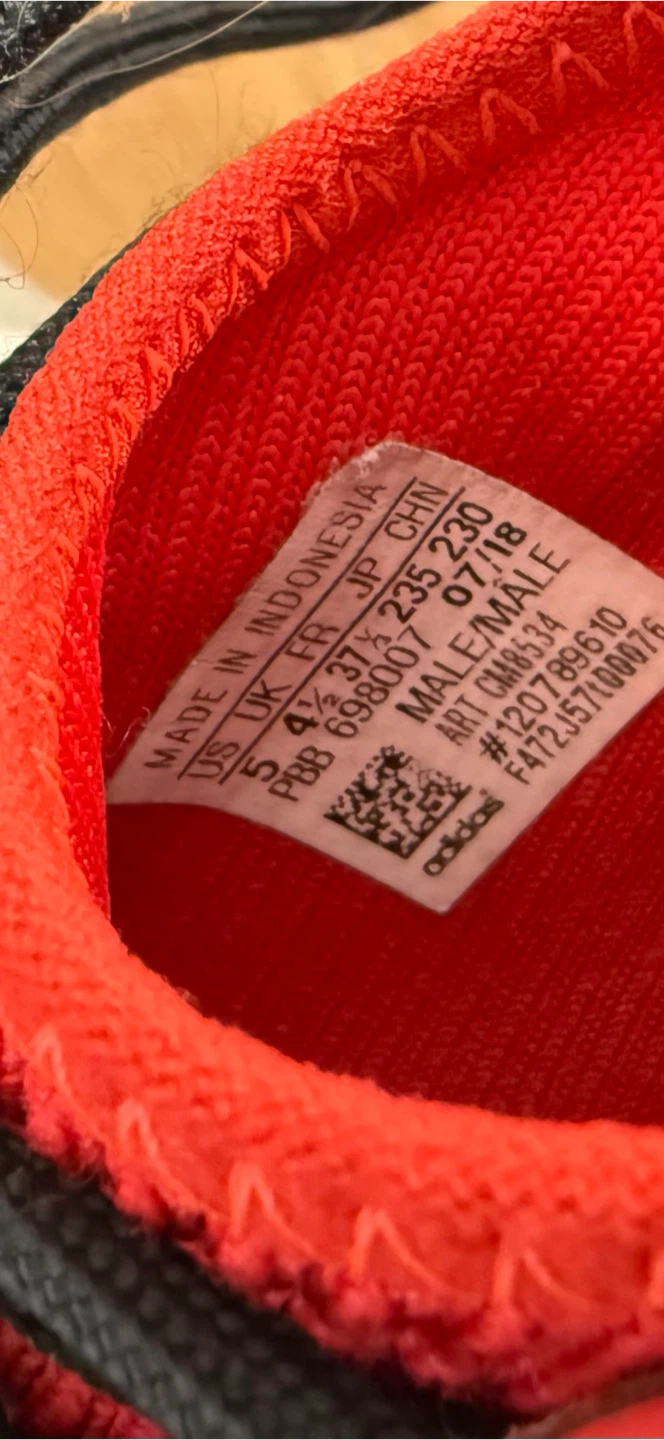 MADE IN INDONESIA
US UK FR JP CHN
5 4½ 37⅓ 235 230
PBB 698007 07/18
MALE/MÂLE
ART CM8534
#120789610
F472J57t00076
adidas